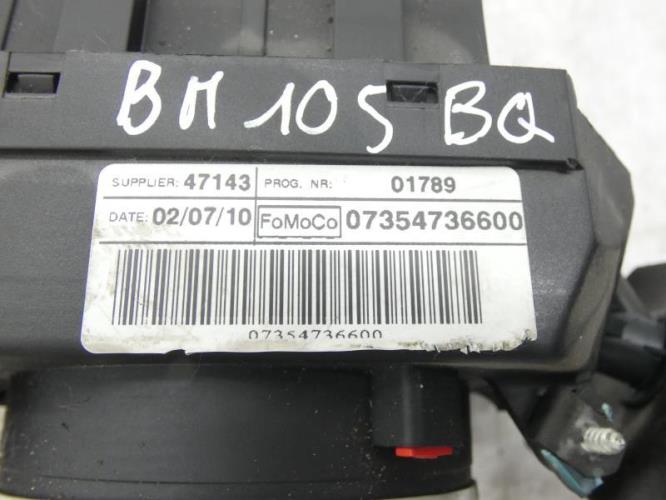 BM 105 BQ
SUPPLIER: 47143 PROG. NR: 01789
DATE: 02/07/10 FoMoCo 07354736600
07354736600